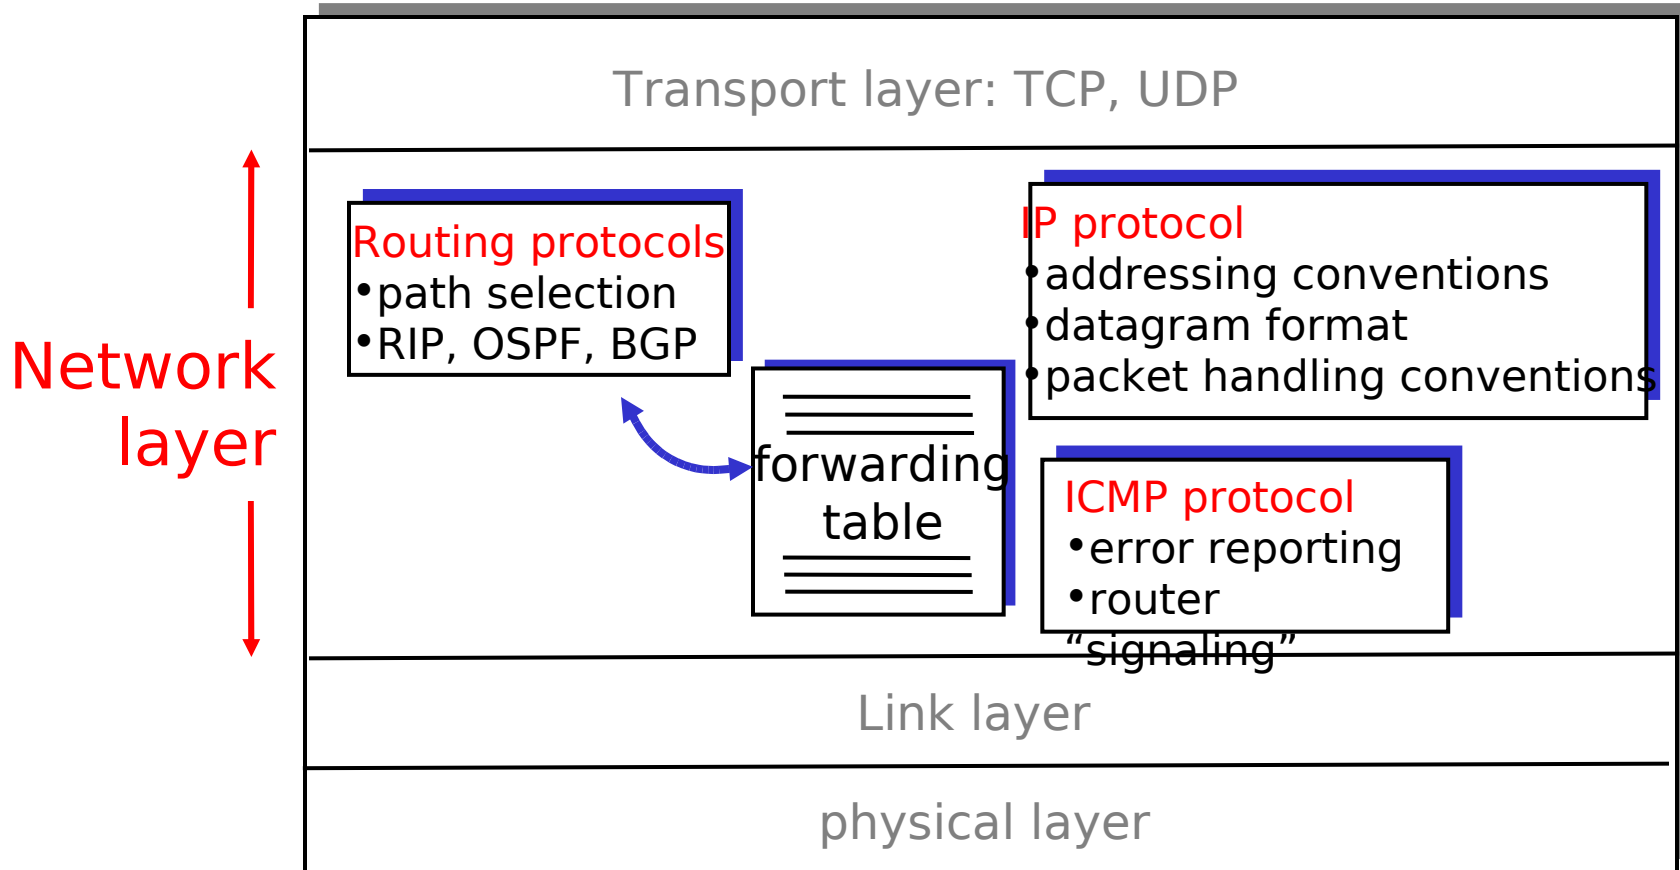 Transport layer: TCP, UDP
Network
layer
Routing protocols
•path selection
•RIP, OSPF, BGP
forwarding
table
IP protocol
•addressing conventions
•datagram format
•packet handling conventions
ICMP protocol
•error reporting
•router
“signaling”
Link layer
physical layer